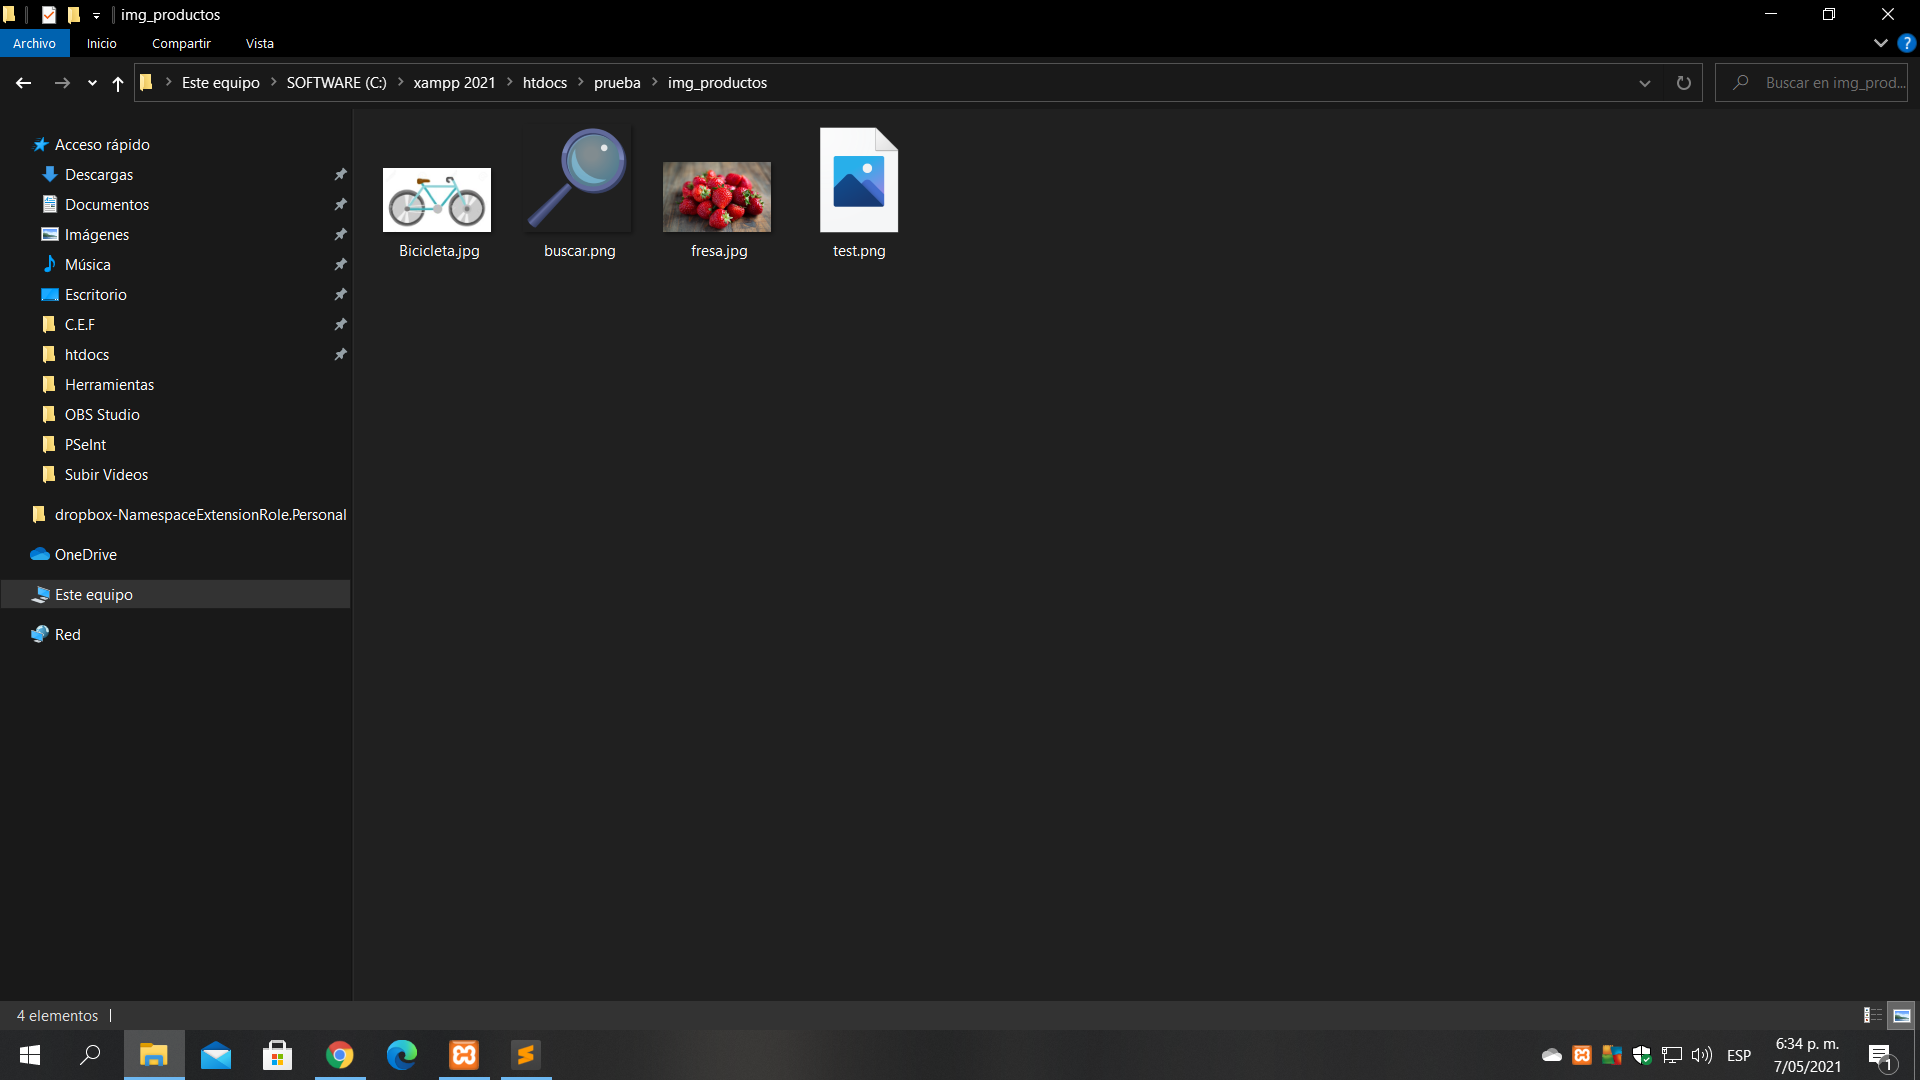 img_productos
Archivo Inicio Compartir Vista
Este equipo SOFTWARE (C:) xampp 2021 htdocs prueba img_productos
Buscar en img_prod...
Acceso rápido
Descargas
Documentos
Imágenes
Música
Escritorio
C.E.F
htdocs
Herramientas
OBS Studio
PSeInt
Subir Videos
dropbox-NamespaceExtensionRole.Personal
OneDrive
Este equipo
Red
Bicicleta.jpg buscar.png fresa.jpg test.png
4 elementos
ESP
6:34 p. m.
7/05/2021
1